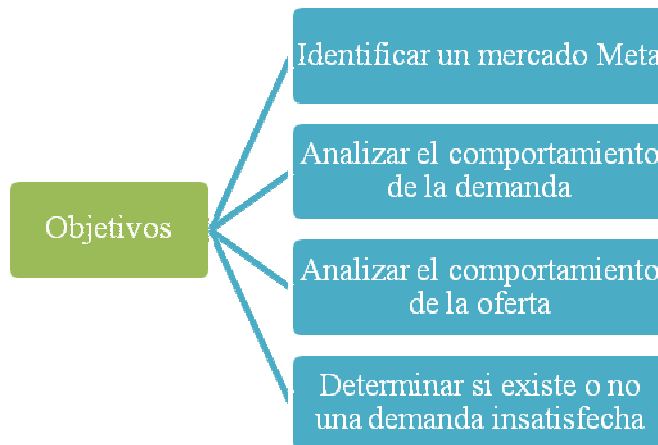 Objetivos
Identificar un mercado Meta
Analizar el comportamiento
de la demanda
Analizar el comportamiento
de la oferta
Determinar si existe o no
una demanda insatisfecha